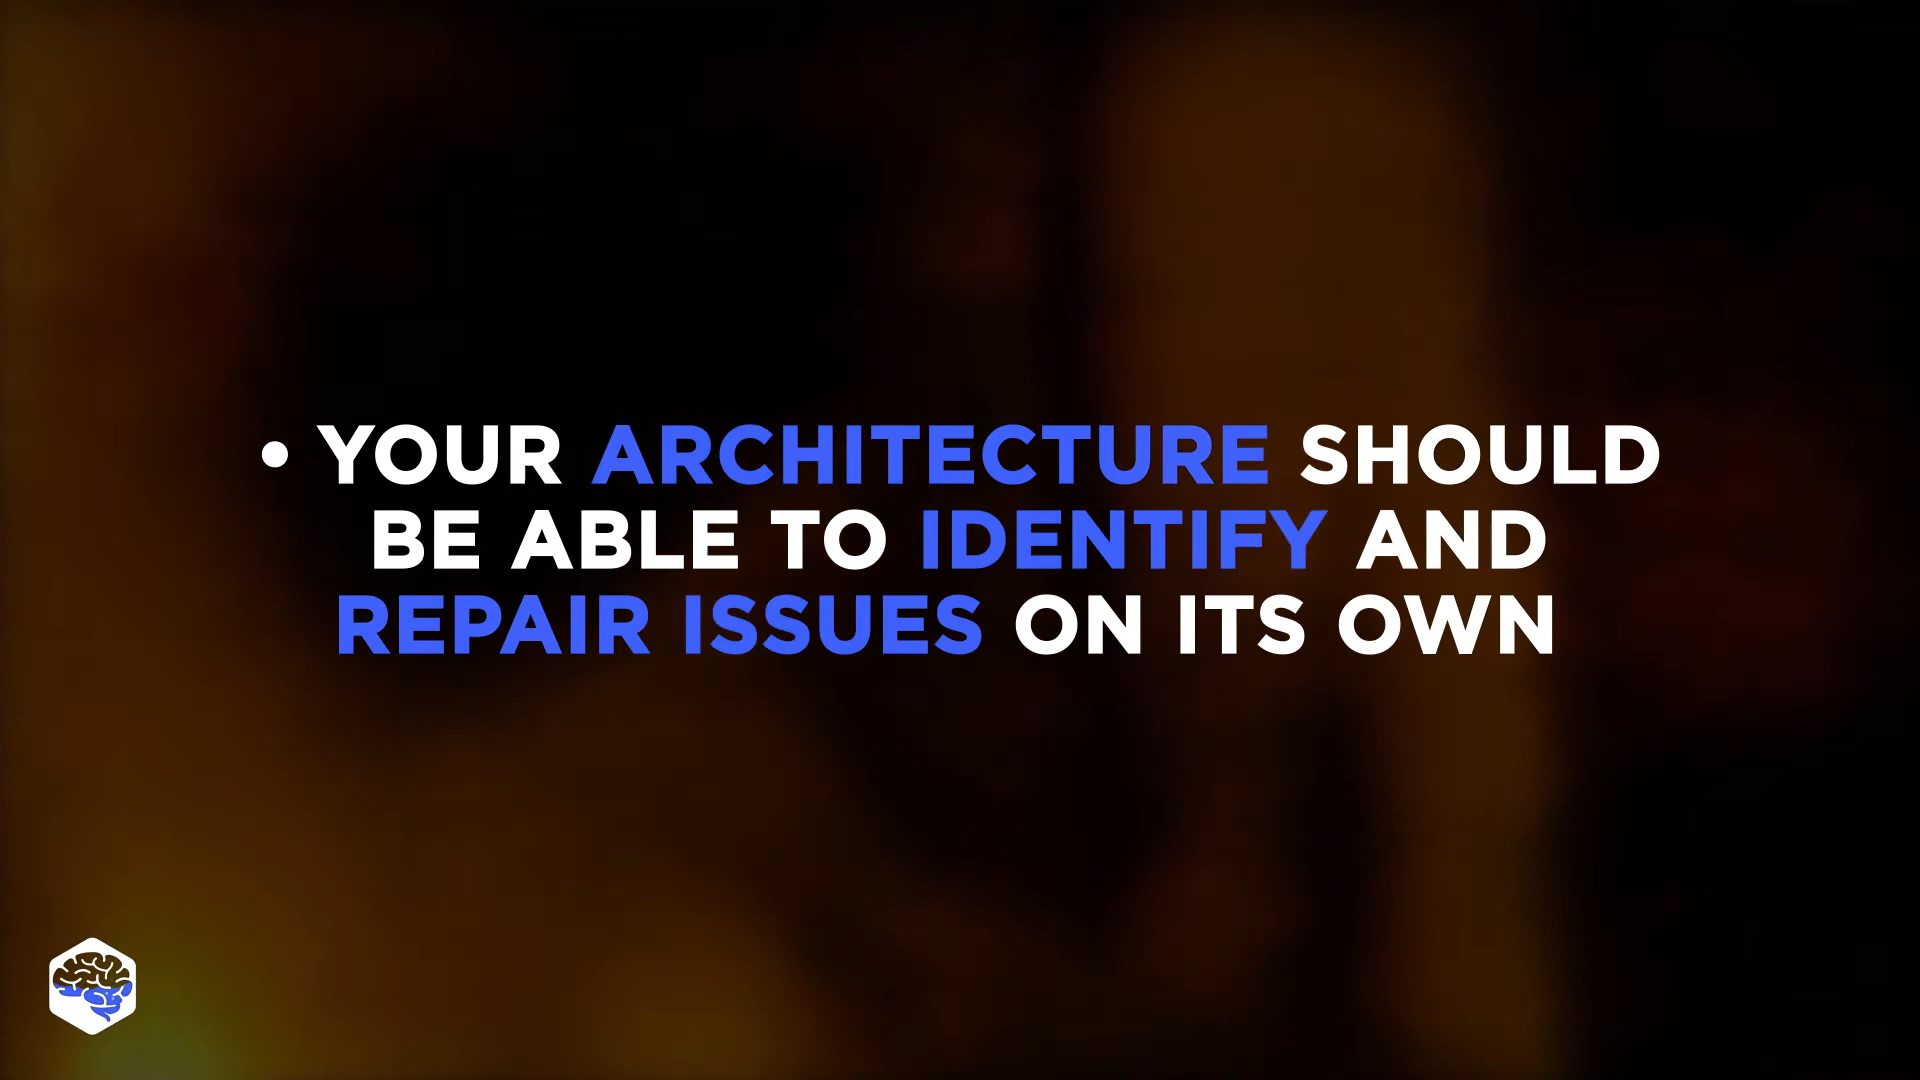 • YOUR ARCHITECTURE SHOULD
BE ABLE TO IDENTIFY AND
REPAIR ISSUES ON ITS OWN